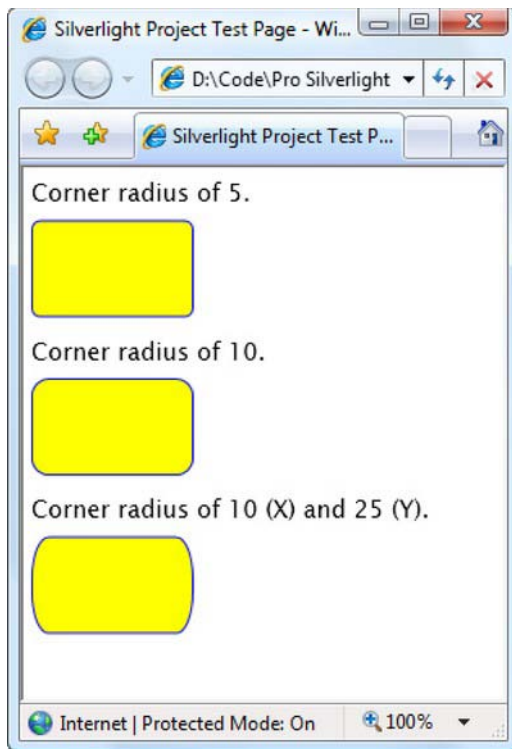 Silverlight Project Test Page - Wi...
D:\Code\Pro Silverlight
Silverlight Project Test P...
Corner radius of 5.
Corner radius of 10.
Corner radius of 10 (X) and 25 (Y).
Internet | Protected Mode: On 100%